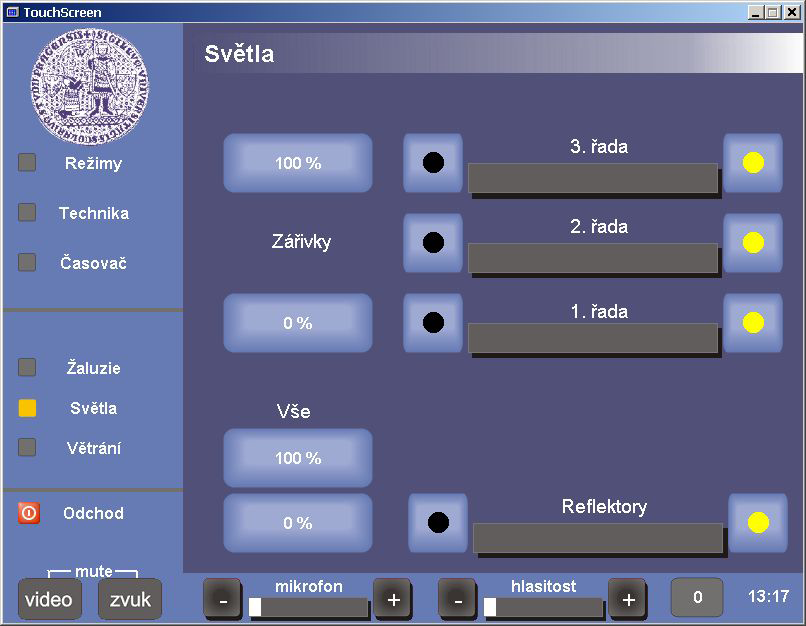 TouchScreen
Světla
Režimy
Technika
Časovač
Žaluzie
Světla
Větrání
Odchod
mute
video
zvuk
100 %
3. řada
Zářivky
2. řada
0 %
1. řada
Vše
100 %
0 %
Reflektory
-
mikrofon
+
-
hlasitost
+
0
13:17